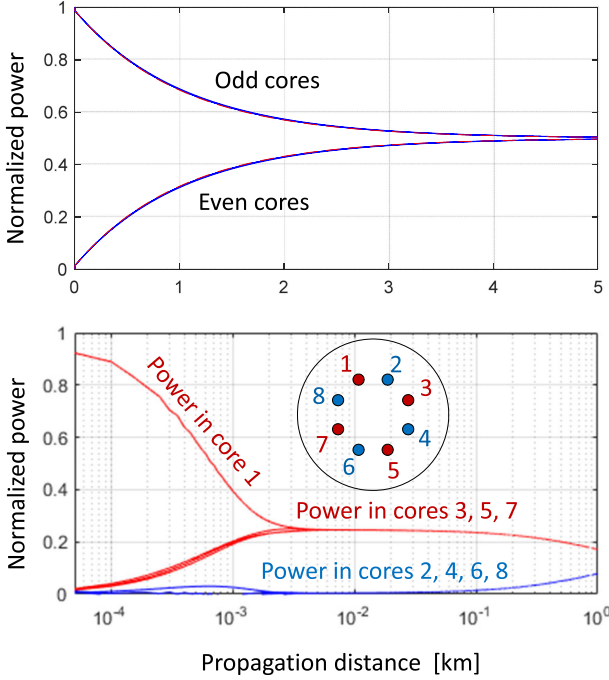 Normalized power
1
0.8
0.6
0.4
0.2
0
Odd cores
Even cores
0 1 2 3 4 5
Normalized power
1
0.8
0.6
0.4
0.2
0
Power in core 1
1 2
8 3
7 4
6 5
Power in cores 3, 5, 7
Power in cores 2, 4, 6, 8
10⁻⁴ 10⁻³ 10⁻² 10⁻¹ 10⁰
Propagation distance [km]